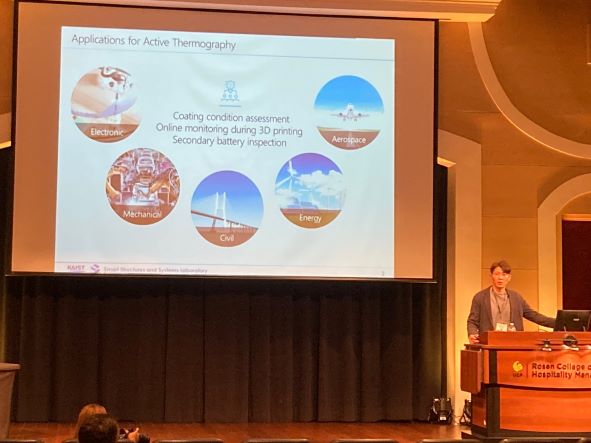 Applications for Active Thermography
Coating condition assessment
Online monitoring during 3D printing
Secondary battery inspection
Electronic
Aerospace
Mechanical
Energy
Civil
KAIST
Smart Structures and Systems Laboratory
UCF
Rosen College of
Hospitality Mana